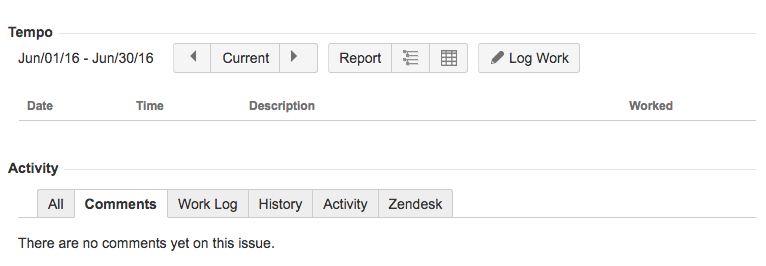 Tempo
Jun/01/16 - Jun/30/16 Current Report Log Work
Date Time Description Worked
Activity
All Comments Work Log History Activity Zendesk
There are no comments yet on this issue.